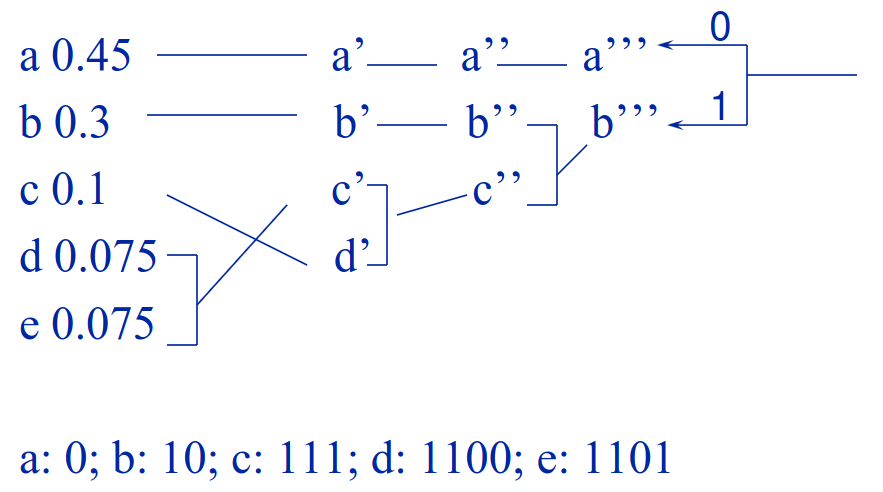 a 0.45 a’ a’’ a’’’ 0
b 0.3 b’ b’’ b’’’ 1
c 0.1 c’ c’’
d 0.075 d’
e 0.075
a: 0; b: 10; c: 111; d: 1100; e: 1101